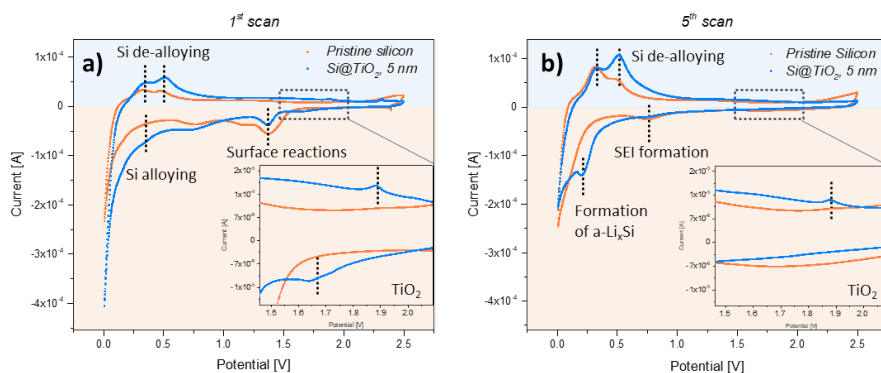 1st scan
5th scan
a)
Si de-alloying
Pristine silicon
Si@TiO2, 5 nm
Surface reactions
Si alloying
TiO2
Current [A]
1x10-4
0
-1x10-4
-2x10-4
-3x10-4
-4x10-4
0.0 0.5 1.0 1.5 2.0 2.5
Potential [V]
Current [A]
2x10-5
1x10-5
7x10-6
0
-7x10-6
-1x10-5
1.5 1.6 1.7 1.8 1.9 2.0
Potential [V]
b)
Si de-alloying
Pristine Silicon
Si@TiO2, 5 nm
SEI formation
Formation
of a-LixSi
TiO2
Current [A]
1x10-4
0
-1x10-4
-2x10-4
-3x10-4
-4x10-4
0.0 0.5 1.0 1.5 2.0 2.5
Potential [V]
Current [A]
2x10-5
1x10-5
7x10-6
0
-7x10-6
-1x10-5
1.5 1.6 1.7 1.8 1.9 2.0
Potential [V]